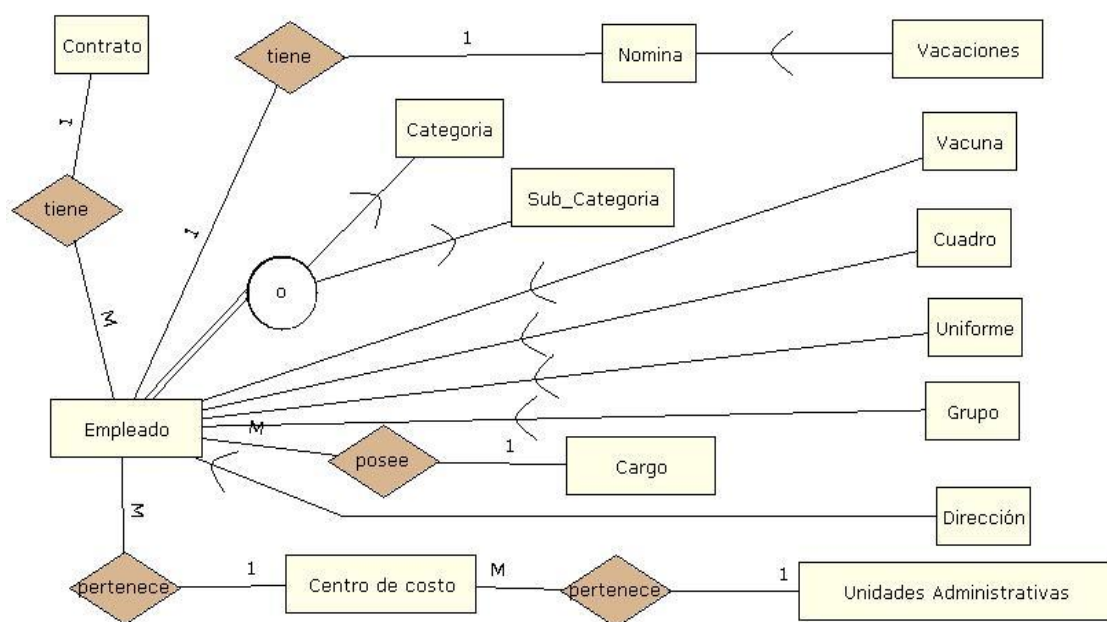 Contrato
tiene
1
Nomina
Vacaciones
1
Categoria
Vacuna
tiene
Sub_Categoria
1
Cuadro
o
M
Uniforme
Grupo
Empleado
M
posee
1
Cargo
M
Dirección
pertenece
1
Centro de costo
M
pertenece
1
Unidades Administrativas